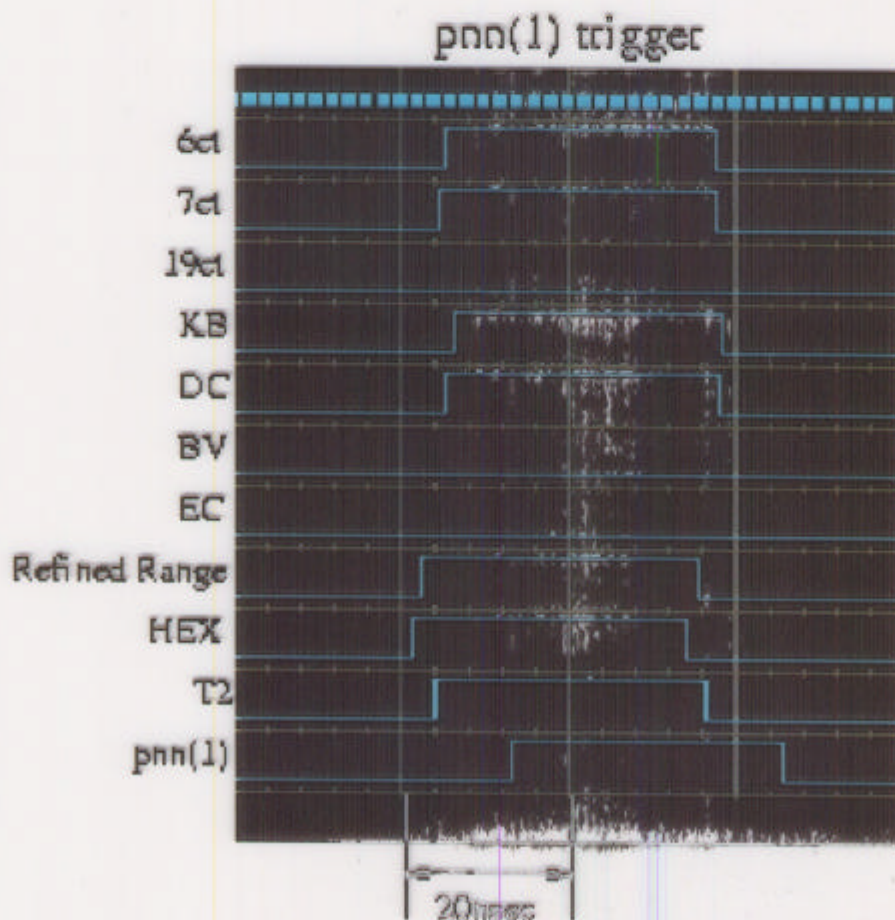 pnn(1) trigger
6ct
7ct
19ct
KB
DC
BV
EC
Refined Range
HEX
T2
pnn(1)
20nsec